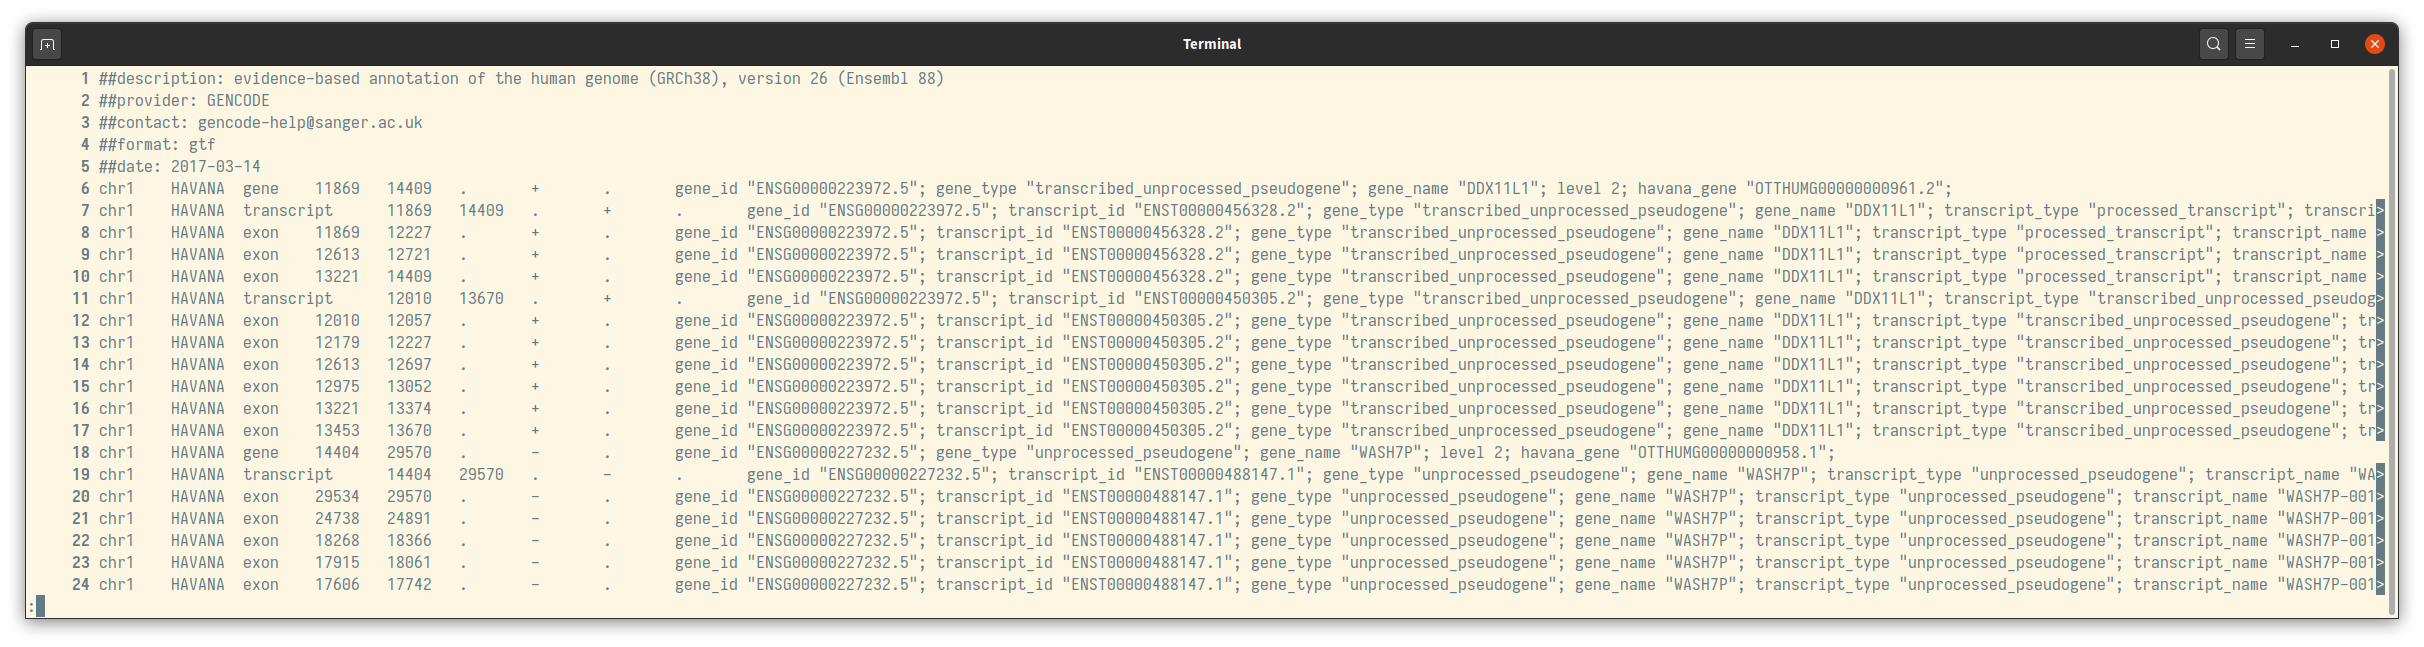 Terminal
1 ##description: evidence-based annotation of the human genome (GRCh38), version 26 (Ensembl 88)
2 ##provider: GENCODE
3 ##contact: gencode-help@sanger.ac.uk
4 ##format: gtf
5 ##date: 2017-03-14
6 chr1 HAVANA gene 11869 14409 . + . gene_id "ENSG00000223972.5"; gene_type "transcribed_unprocessed_pseudogene"; gene_name "DDX11L1"; level 2; havana_gene "OTTHUMG00000000961.2";
7 chr1 HAVANA transcript 11869 14409 . + . gene_id "ENSG00000223972.5"; transcript_id "ENST00000456328.2"; gene_type "transcribed_unprocessed_pseudogene"; gene_name "DDX11L1"; transcript_type "processed_transcript"; transcri>
8 chr1 HAVANA exon 11869 12227 . + . gene_id "ENSG00000223972.5"; transcript_id "ENST00000456328.2"; gene_type "transcribed_unprocessed_pseudogene"; gene_name "DDX11L1"; transcript_type "processed_transcript"; transcript_name >
9 chr1 HAVANA exon 12613 12721 . + . gene_id "ENSG00000223972.5"; transcript_id "ENST00000456328.2"; gene_type "transcribed_unprocessed_pseudogene"; gene_name "DDX11L1"; transcript_type "processed_transcript"; transcript_name >
10 chr1 HAVANA exon 13221 14409 . + . gene_id "ENSG00000223972.5"; transcript_id "ENST00000456328.2"; gene_type "transcribed_unprocessed_pseudogene"; gene_name "DDX11L1"; transcript_type "processed_transcript"; transcript_name >
11 chr1 HAVANA transcript 12010 13670 . + . gene_id "ENSG00000223972.5"; transcript_id "ENST00000450305.2"; gene_type "transcribed_unprocessed_pseudogene"; gene_name "DDX11L1"; transcript_type "transcribed_unprocessed_pseudog>
12 chr1 HAVANA exon 12010 12057 . + . gene_id "ENSG00000223972.5"; transcript_id "ENST00000450305.2"; gene_type "transcribed_unprocessed_pseudogene"; gene_name "DDX11L1"; transcript_type "transcribed_unprocessed_pseudogene"; tr>
13 chr1 HAVANA exon 12179 12227 . + . gene_id "ENSG00000223972.5"; transcript_id "ENST00000450305.2"; gene_type "transcribed_unprocessed_pseudogene"; gene_name "DDX11L1"; transcript_type "transcribed_unprocessed_pseudogene"; tr>
14 chr1 HAVANA exon 12613 12697 . + . gene_id "ENSG00000223972.5"; transcript_id "ENST00000450305.2"; gene_type "transcribed_unprocessed_pseudogene"; gene_name "DDX11L1"; transcript_type "transcribed_unprocessed_pseudogene"; tr>
15 chr1 HAVANA exon 12975 13052 . + . gene_id "ENSG00000223972.5"; transcript_id "ENST00000450305.2"; gene_type "transcribed_unprocessed_pseudogene"; gene_name "DDX11L1"; transcript_type "transcribed_unprocessed_pseudogene"; tr>
16 chr1 HAVANA exon 13221 13374 . + . gene_id "ENSG00000223972.5"; transcript_id "ENST00000450305.2"; gene_type "transcribed_unprocessed_pseudogene"; gene_name "DDX11L1"; transcript_type "transcribed_unprocessed_pseudogene"; tr>
17 chr1 HAVANA exon 13453 13670 . + . gene_id "ENSG00000223972.5"; transcript_id "ENST00000450305.2"; gene_type "transcribed_unprocessed_pseudogene"; gene_name "DDX11L1"; transcript_type "transcribed_unprocessed_pseudogene"; tr>
18 chr1 HAVANA gene 14404 29570 . - . gene_id "ENSG00000227232.5"; gene_type "unprocessed_pseudogene"; gene_name "WASH7P"; level 2; havana_gene "OTTHUMG00000000958.1";
19 chr1 HAVANA transcript 14404 29570 . - . gene_id "ENSG00000227232.5"; transcript_id "ENST00000488147.1"; gene_type "unprocessed_pseudogene"; gene_name "WASH7P"; transcript_type "unprocessed_pseudogene"; transcript_name "WA>
20 chr1 HAVANA exon 29534 29570 . - . gene_id "ENSG00000227232.5"; transcript_id "ENST00000488147.1"; gene_type "unprocessed_pseudogene"; gene_name "WASH7P"; transcript_type "unprocessed_pseudogene"; transcript_name "WASH7P-001>
21 chr1 HAVANA exon 24738 24891 . - . gene_id "ENSG00000227232.5"; transcript_id "ENST00000488147.1"; gene_type "unprocessed_pseudogene"; gene_name "WASH7P"; transcript_type "unprocessed_pseudogene"; transcript_name "WASH7P-001>
22 chr1 HAVANA exon 18268 18366 . - . gene_id "ENSG00000227232.5"; transcript_id "ENST00000488147.1"; gene_type "unprocessed_pseudogene"; gene_name "WASH7P"; transcript_type "unprocessed_pseudogene"; transcript_name "WASH7P-001>
23 chr1 HAVANA exon 17915 18061 . - . gene_id "ENSG00000227232.5"; transcript_id "ENST00000488147.1"; gene_type "unprocessed_pseudogene"; gene_name "WASH7P"; transcript_type "unprocessed_pseudogene"; transcript_name "WASH7P-001>
24 chr1 HAVANA exon 17606 17742 . - . gene_id "ENSG00000227232.5"; transcript_id "ENST00000488147.1"; gene_type "unprocessed_pseudogene"; gene_name "WASH7P"; transcript_type "unprocessed_pseudogene"; transcript_name "WASH7P-001>
: